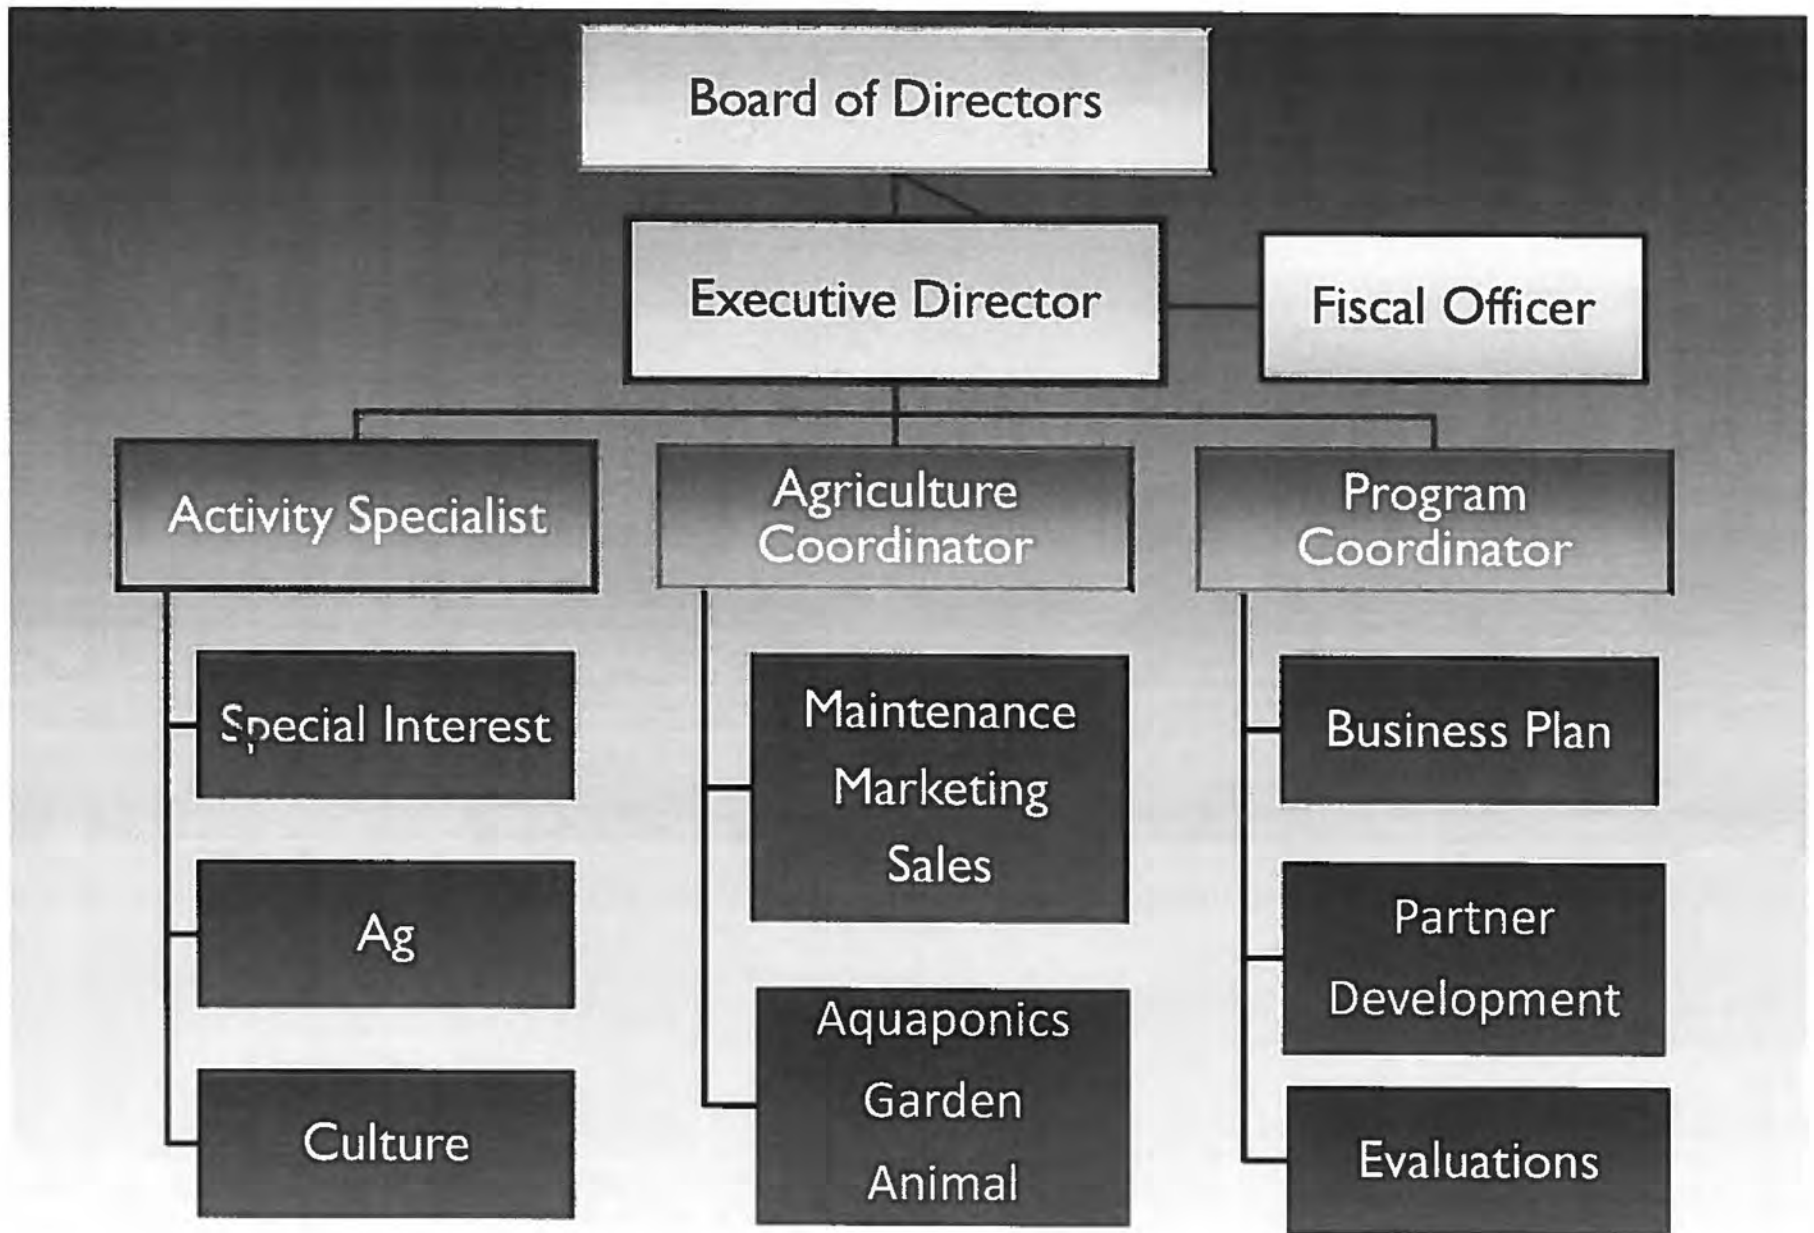 Board of Directors
Executive Director
Fiscal Officer
Activity Specialist
Agriculture
Coordinator
Program
Coordinator
Special Interest
Ag
Culture
Maintenance
Marketing
Sales
Aquaponics
Garden
Animal
Business Plan
Partner
Development
Evaluations